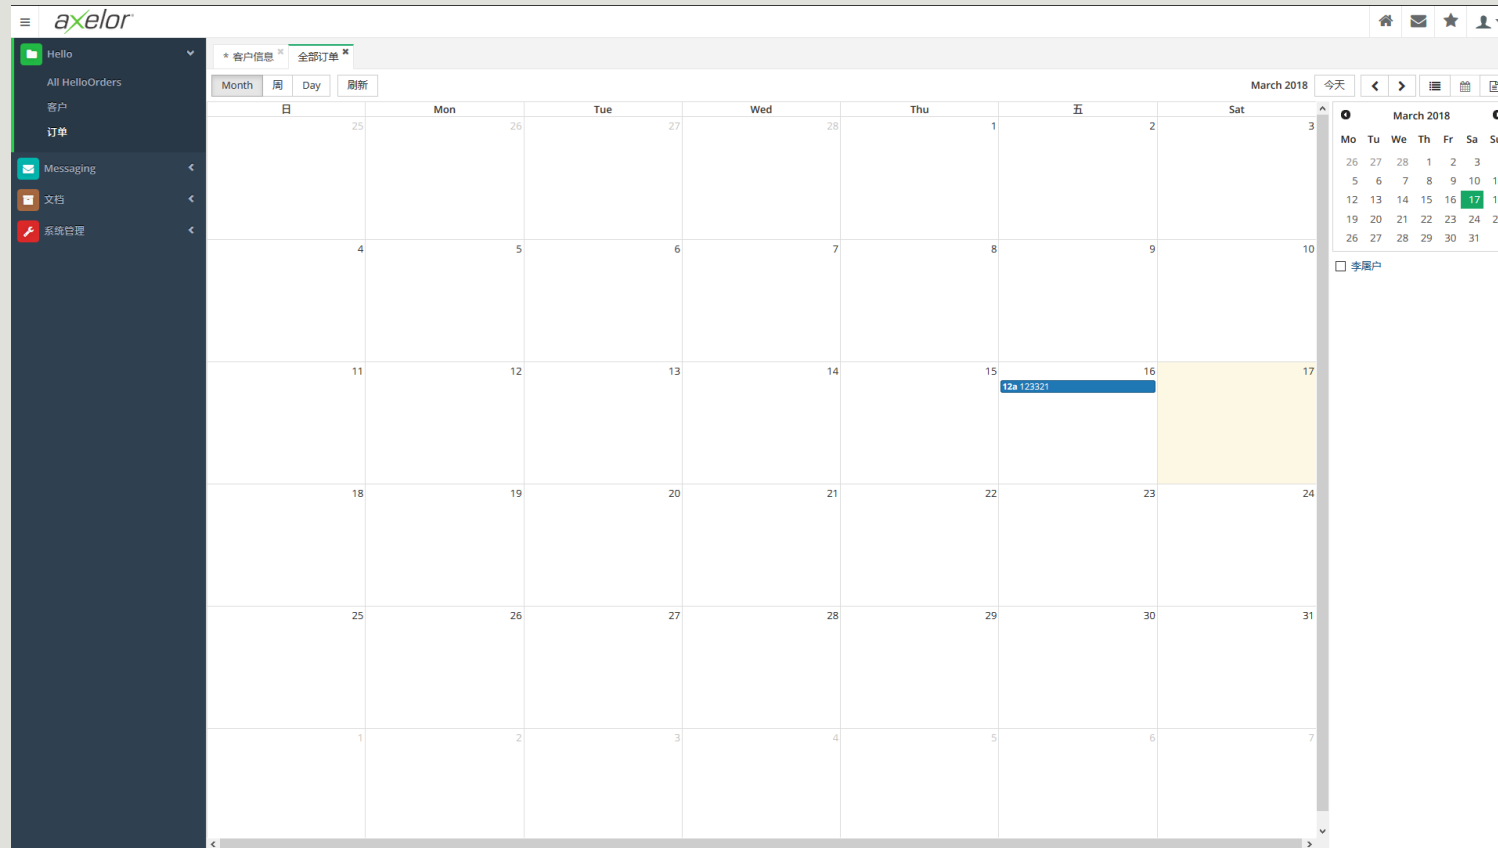 axelor
Hello
All HelloOrders
客户
订单
Messaging
文档
系统管理
* 客户信息 全部订单
Month 周 Day 刷新 March 2018 今天
日 Mon Tue Wed Thu 五 Sat
25 26 27 28 1 2 3
4 5 6 7 8 9 10
11 12 13 14 15 16 17
12a 123321
18 19 20 21 22 23 24
25 26 27 28 29 30 31
1 2 3 4 5 6 7
March 2018
Mo Tu We Th Fr Sa Su
26 27 28 1 2 3
5 6 7 8 9 10 1
12 13 14 15 16 17 1
19 20 21 22 23 24 2
26 27 28 29 30 31
李属户